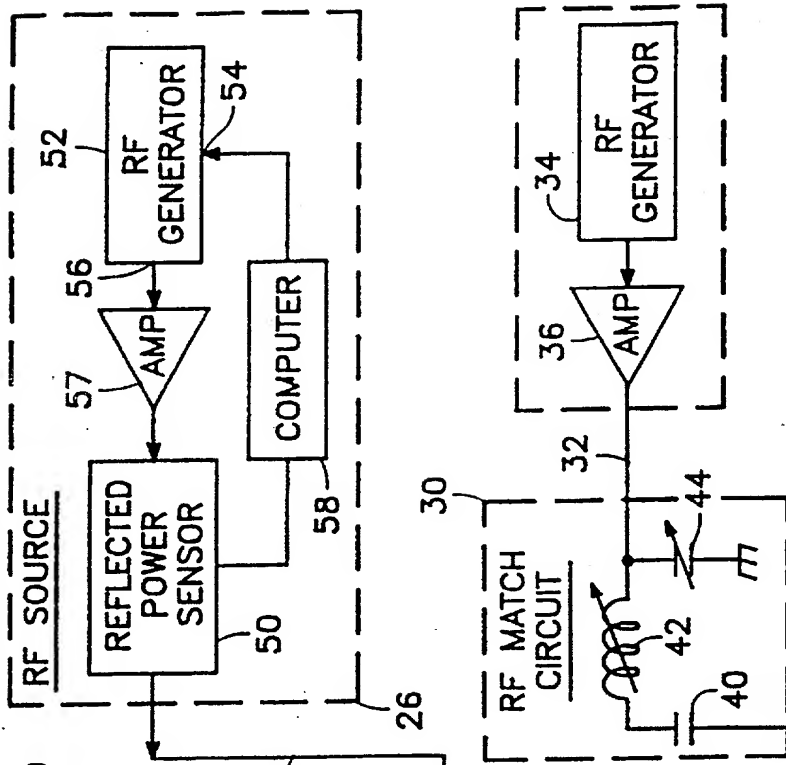 RF SOURCE
REFLECTED
POWER
SENSOR
50
57
AMP
56
52
RF
GENERATOR
54
COMPUTER
58
26
30
RF MATCH
CIRCUIT
42
40
44
32
36
AMP
34
RF
GENERATOR